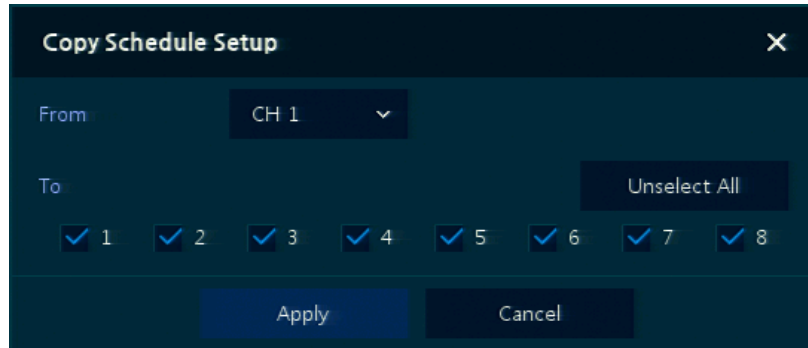 Copy Schedule Setup
From CH 1
To Unselect All
1 2 3 4 5 6 7 8
Apply Cancel